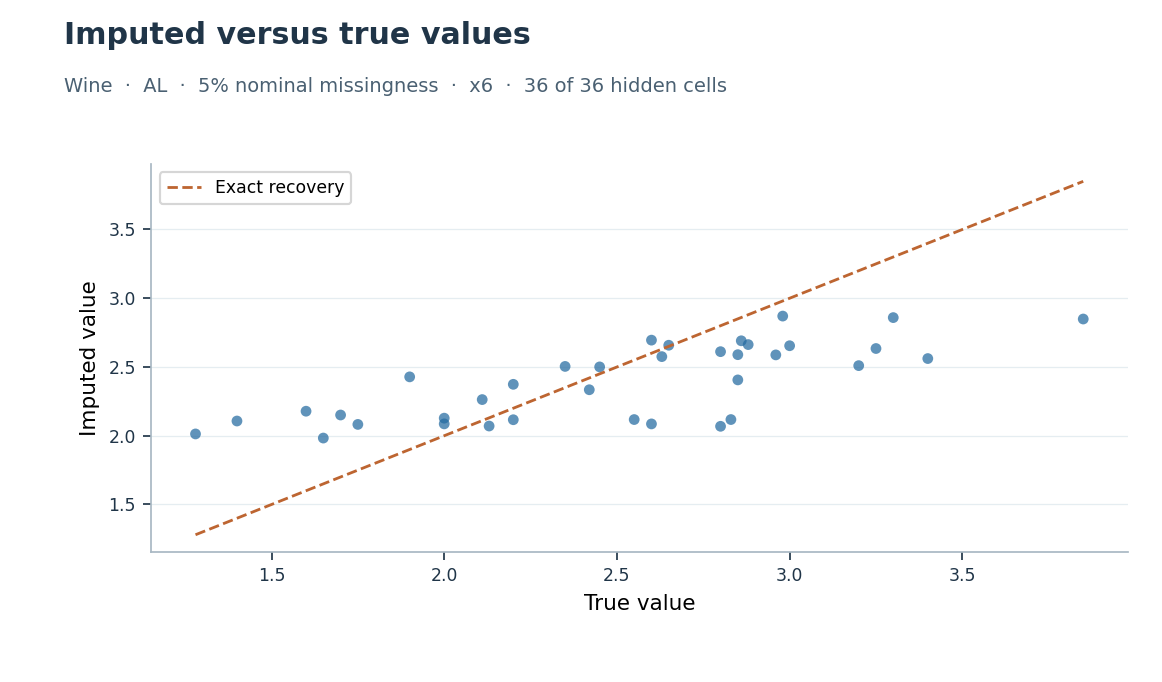 Imputed versus true values
Wine · AL · 5% nominal missingness · x6 · 36 of 36 hidden cells
Exact recovery
3.5
3.0
2.5
2.0
1.5
Imputed value
1.5 2.0 2.5 3.0 3.5
True value